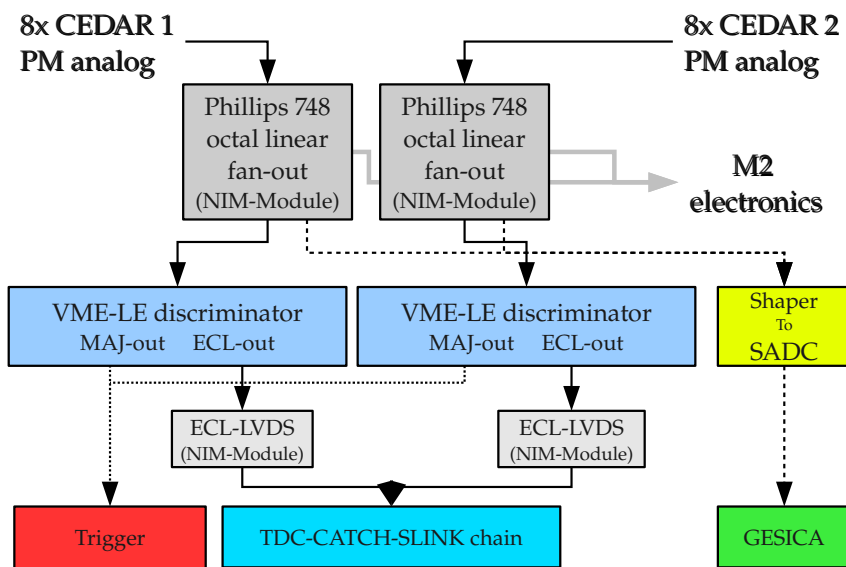 8x CEDAR 1
PM analog
8x CEDAR 2
PM analog
Phillips 748
octal linear
fan-out
(NIM-Module)
Phillips 748
octal linear
fan-out
(NIM-Module)
M2
electronics
VME-LE discriminator
MAJ-out ECL-out
VME-LE discriminator
MAJ-out ECL-out
Shaper
To
SADC
ECL-LVDS
(NIM-Module)
ECL-LVDS
(NIM-Module)
Trigger
TDC-CATCH-SLINK chain
GESICA